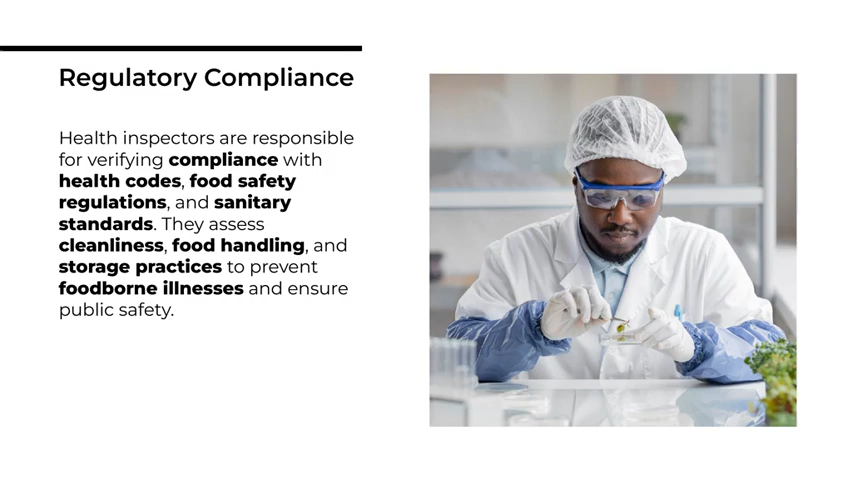 Regulatory Compliance
Health inspectors are responsible
for verifying compliance with
health codes, food safety
regulations, and sanitary
standards. They assess
cleanliness, food handling, and
storage practices to prevent
foodborne illnesses and ensure
public safety.